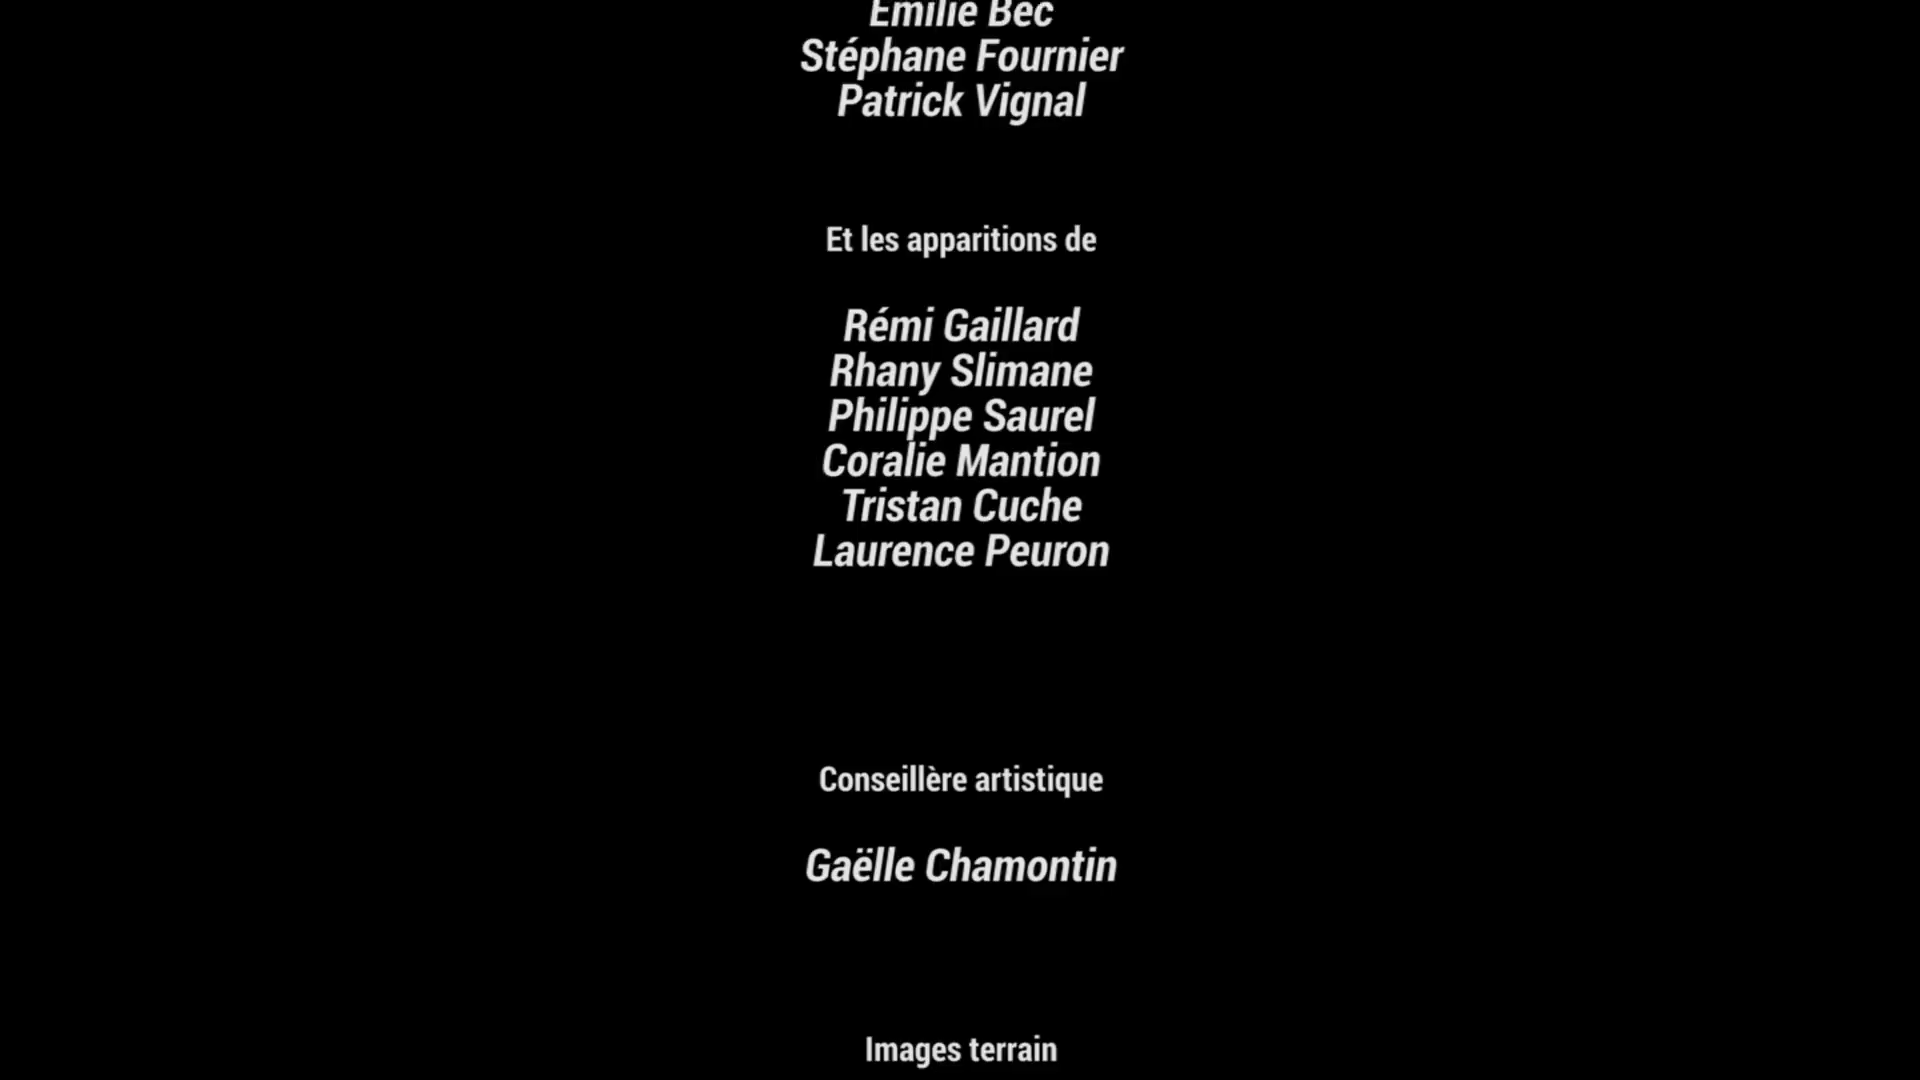 Emilie Bec
Stéphane Fournier
Patrick Vignal
Et les apparitions de
Rémi Gaillard
Rhany Slimane
Philippe Saurel
Coralie Mantion
Tristan Cuche
Laurence Peuron
Conseillère artistique
Gaëlle Chamontin
Images terrain